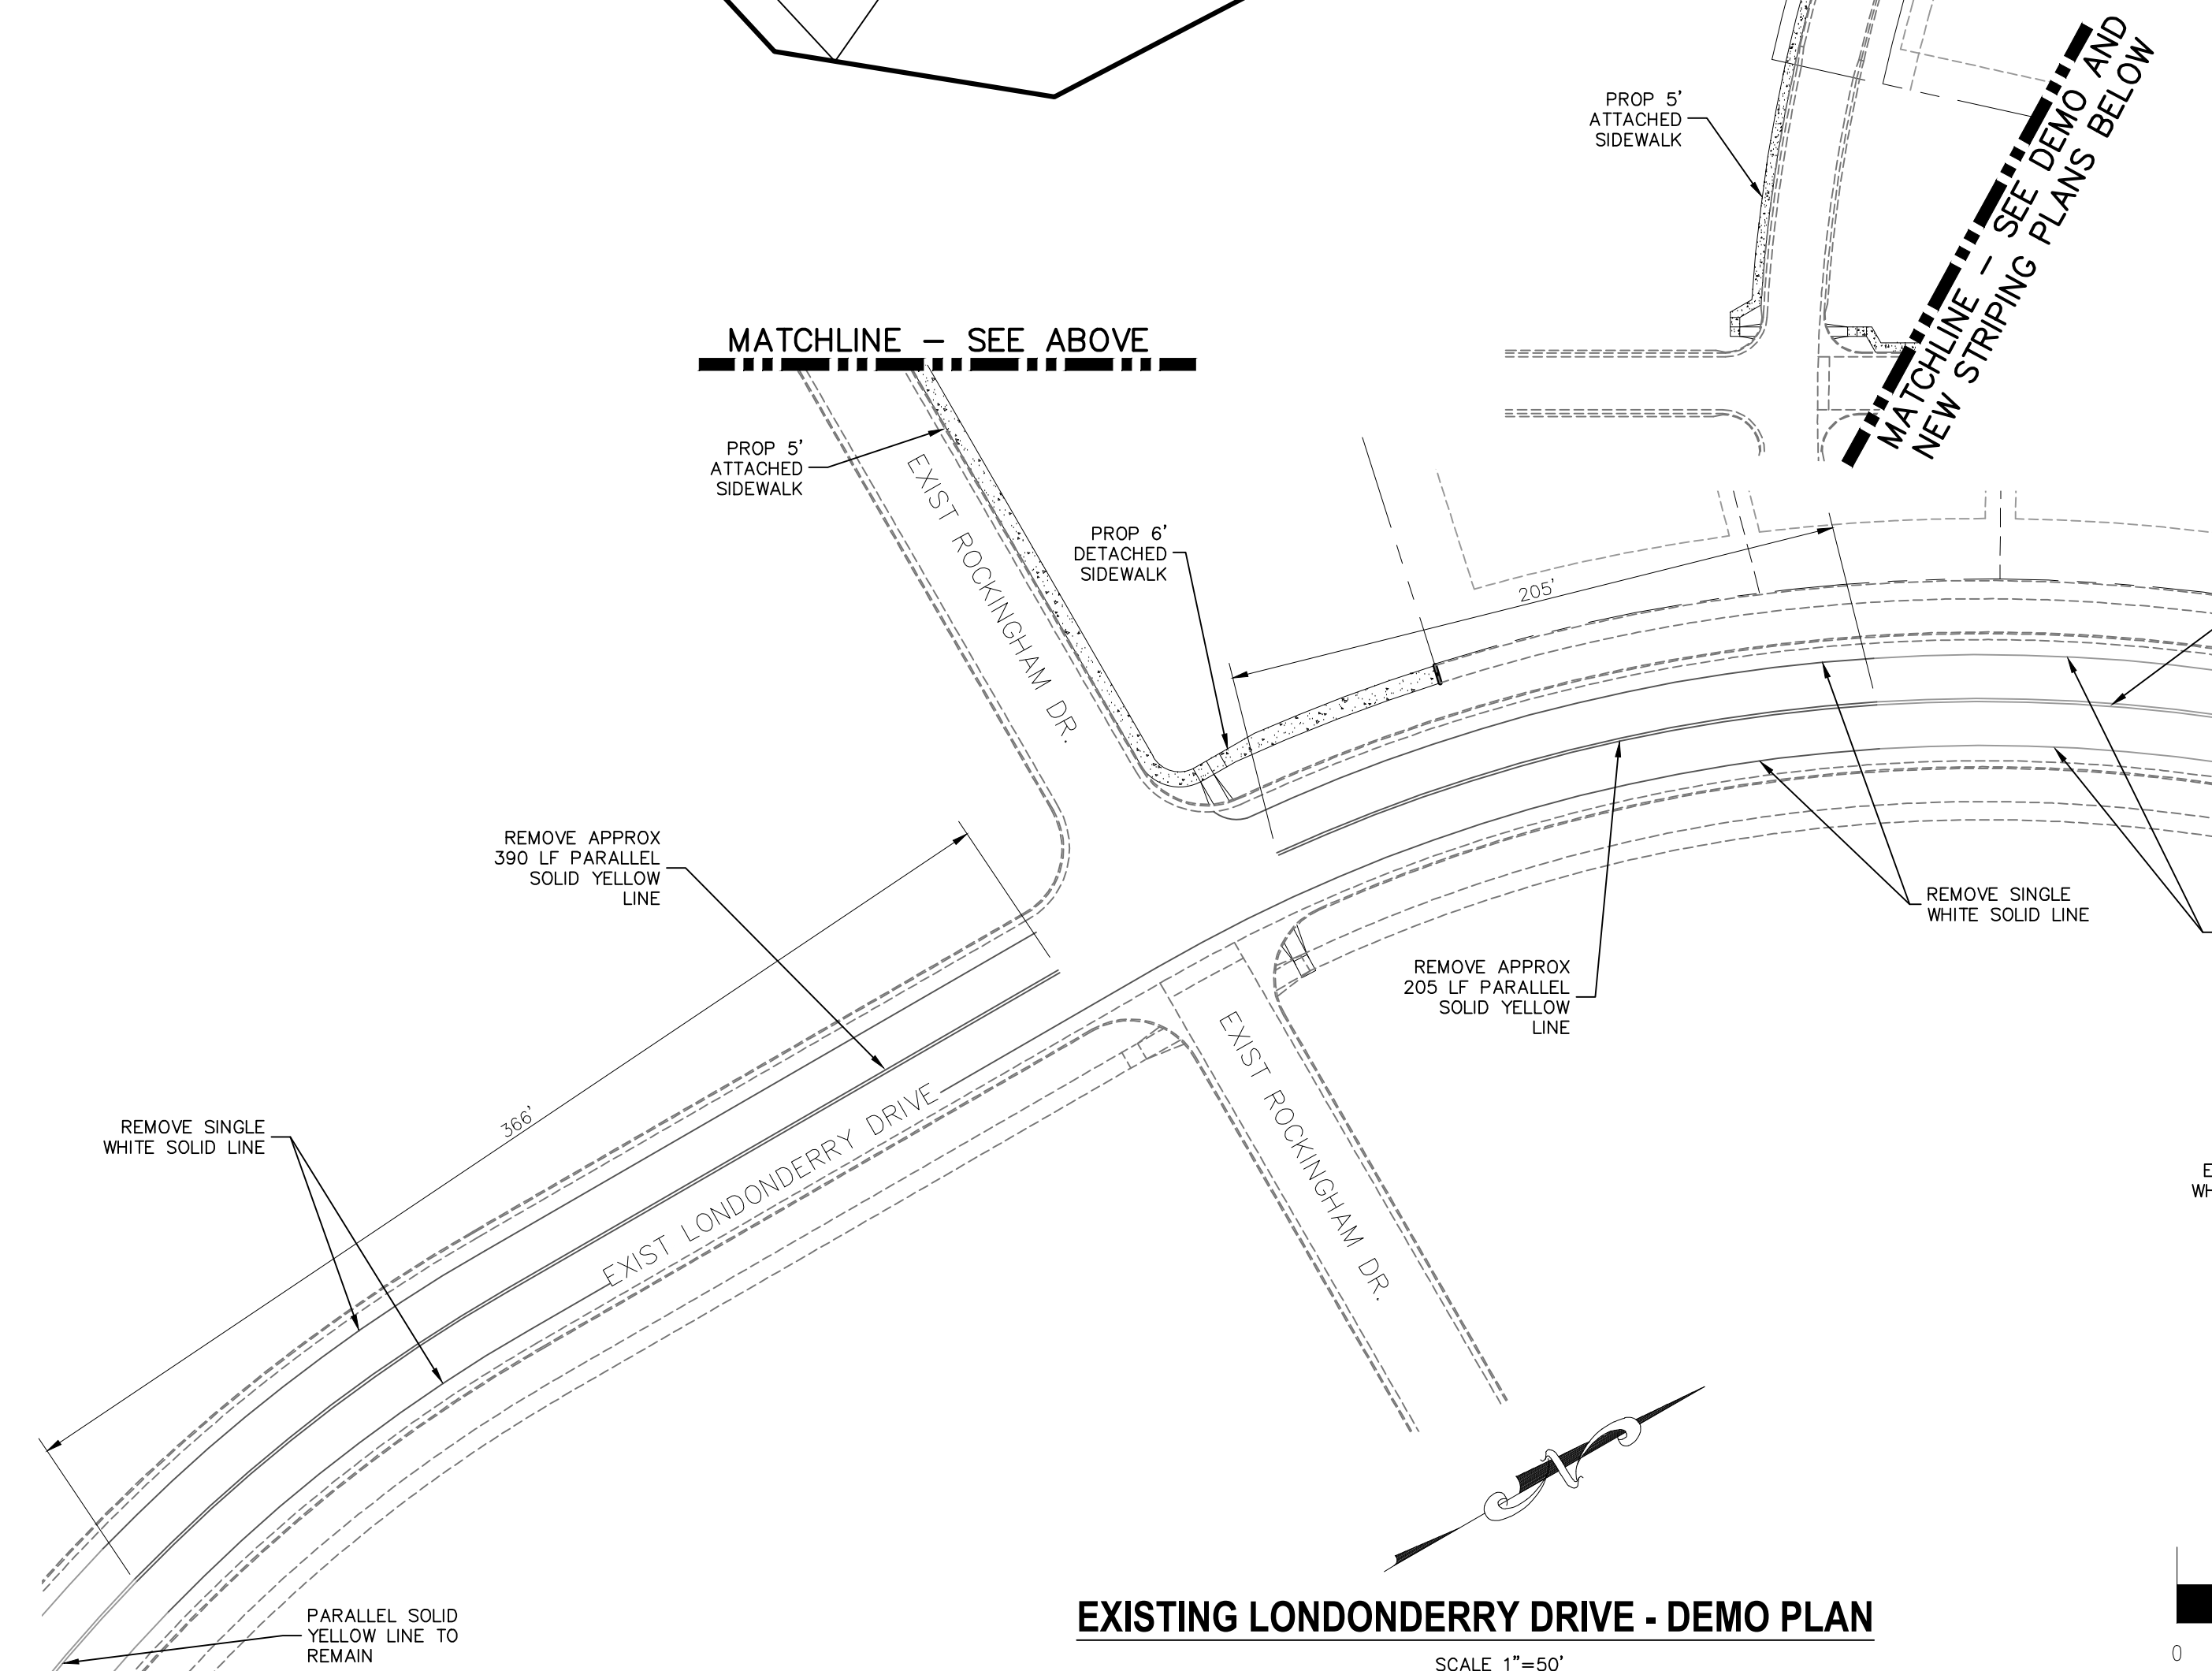 PROP 5'
ATTACHED
SIDEWALK
MATCHLINE – SEE DEMO AND
NEW STRIPING PLANS BELOW
MATCHLINE – SEE ABOVE
PROP 5'
ATTACHED
SIDEWALK
EXIST ROCKINGHAM DR.
PROP 6'
DETACHED
SIDEWALK
205'
REMOVE APPROX
390 LF PARALLEL
SOLID YELLOW
LINE
REMOVE SINGLE
WHITE SOLID LINE
REMOVE APPROX
205 LF PARALLEL
SOLID YELLOW
LINE
EXIST ROCKINGHAM DR.
366'
EXIST LONDONDERRY DRIVE
REMOVE SINGLE
WHITE SOLID LINE
N
PARALLEL SOLID
YELLOW LINE TO
REMAIN
EXISTING LONDONDERRY DRIVE - DEMO PLAN
SCALE 1"=50'
0